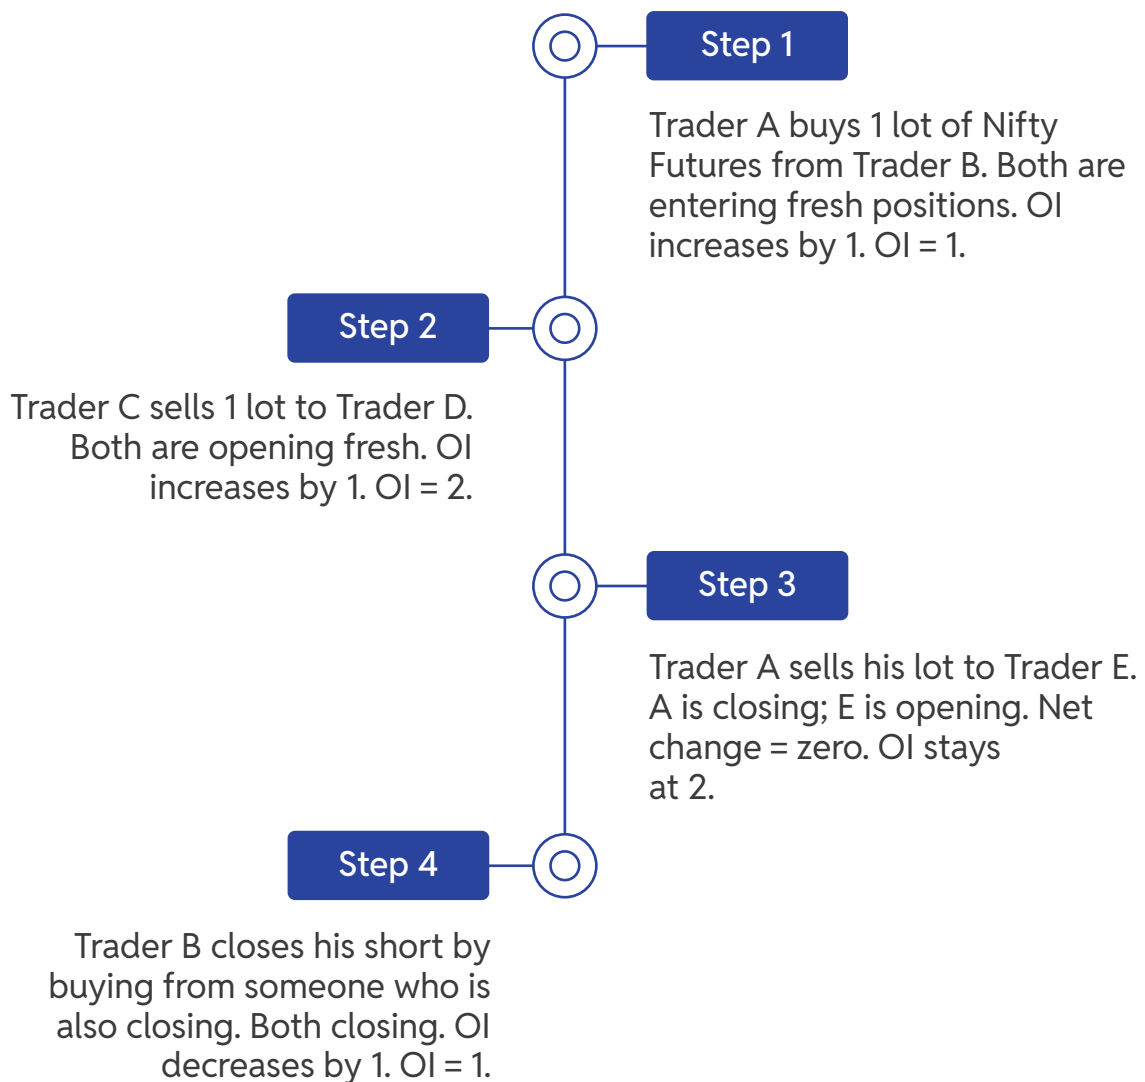 Step 1
Trader A buys 1 lot of Nifty
Futures from Trader B. Both are
entering fresh positions. OI
increases by 1. OI = 1.
Step 2
Trader C sells 1 lot to Trader D.
Both are opening fresh. OI
increases by 1. OI = 2.
Step 3
Trader A sells his lot to Trader E.
A is closing; E is opening. Net
change = zero. OI stays
at 2.
Step 4
Trader B closes his short by
buying from someone who is
also closing. Both closing. OI
decreases by 1. OI = 1.